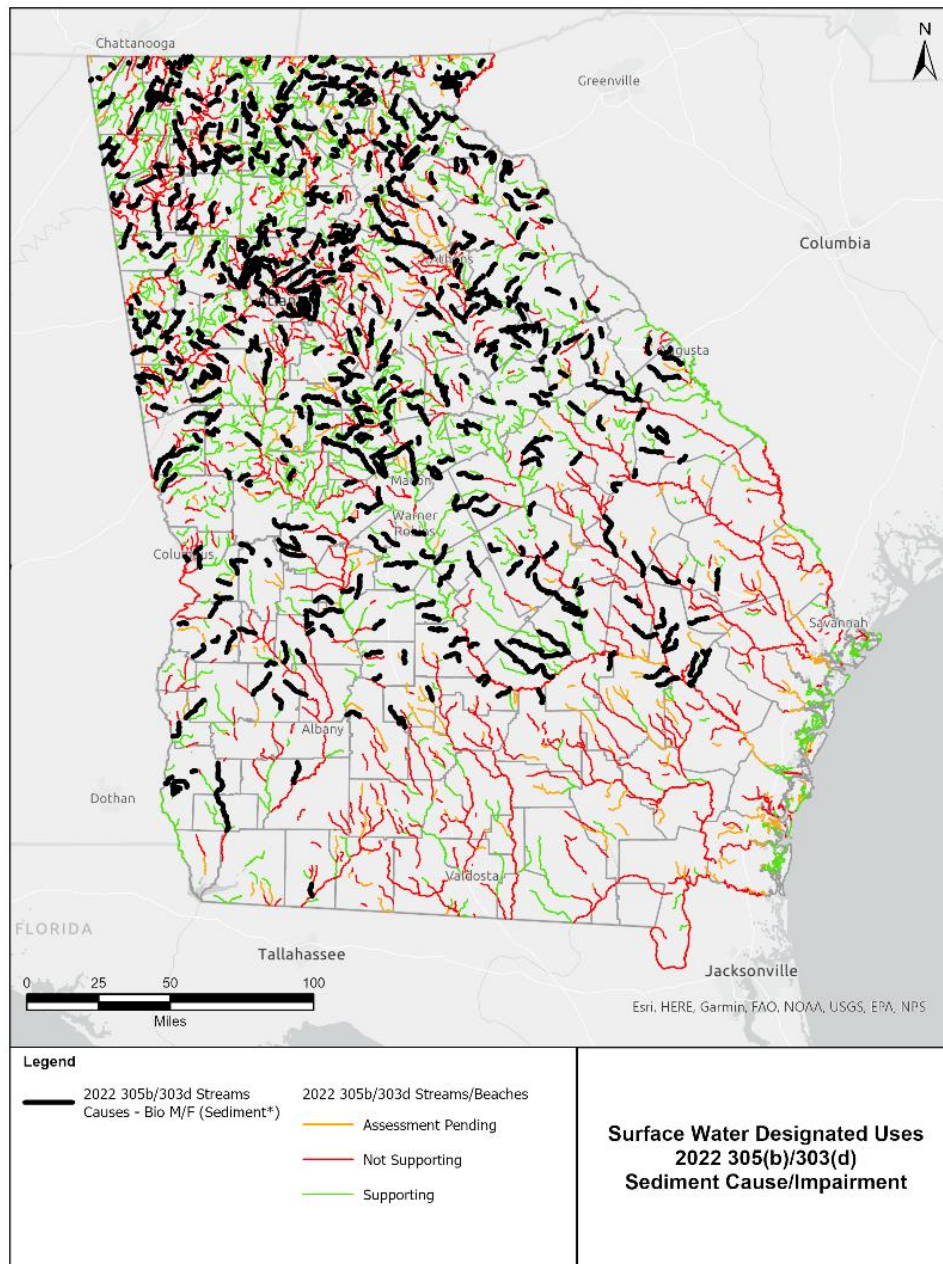 Chattanooga
N
Greenville
Columbia
Athens
Atlanta
Augusta
Macon
Warner
Robins
Columbus
Savannah
Albany
Dothan
Valdosta
FLORIDA
Tallahassee
Jacksonville
0 25 50 100
Miles
Esri, HERE, Garmin, FAO, NOAA, USGS, EPA, NPS
Legend
2022 305b/303d Streams
Causes - Bio M/F (Sediment*)
2022 305b/303d Streams/Beaches
Assessment Pending
Not Supporting
Supporting
Surface Water Designated Uses
2022 305(b)/303(d)
Sediment Cause/Impairment